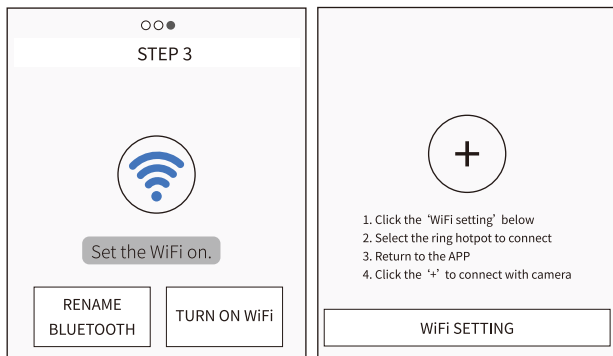 STEP 3
Set the WiFi on.
RENAME
BLUETOOTH
TURN ON WiFi
+
1. Click the ‘WiFi setting’ below
2. Select the ring hotpot to connect
3. Return to the APP
4. Click the ‘+’ to connect with camera
WiFi SETTING